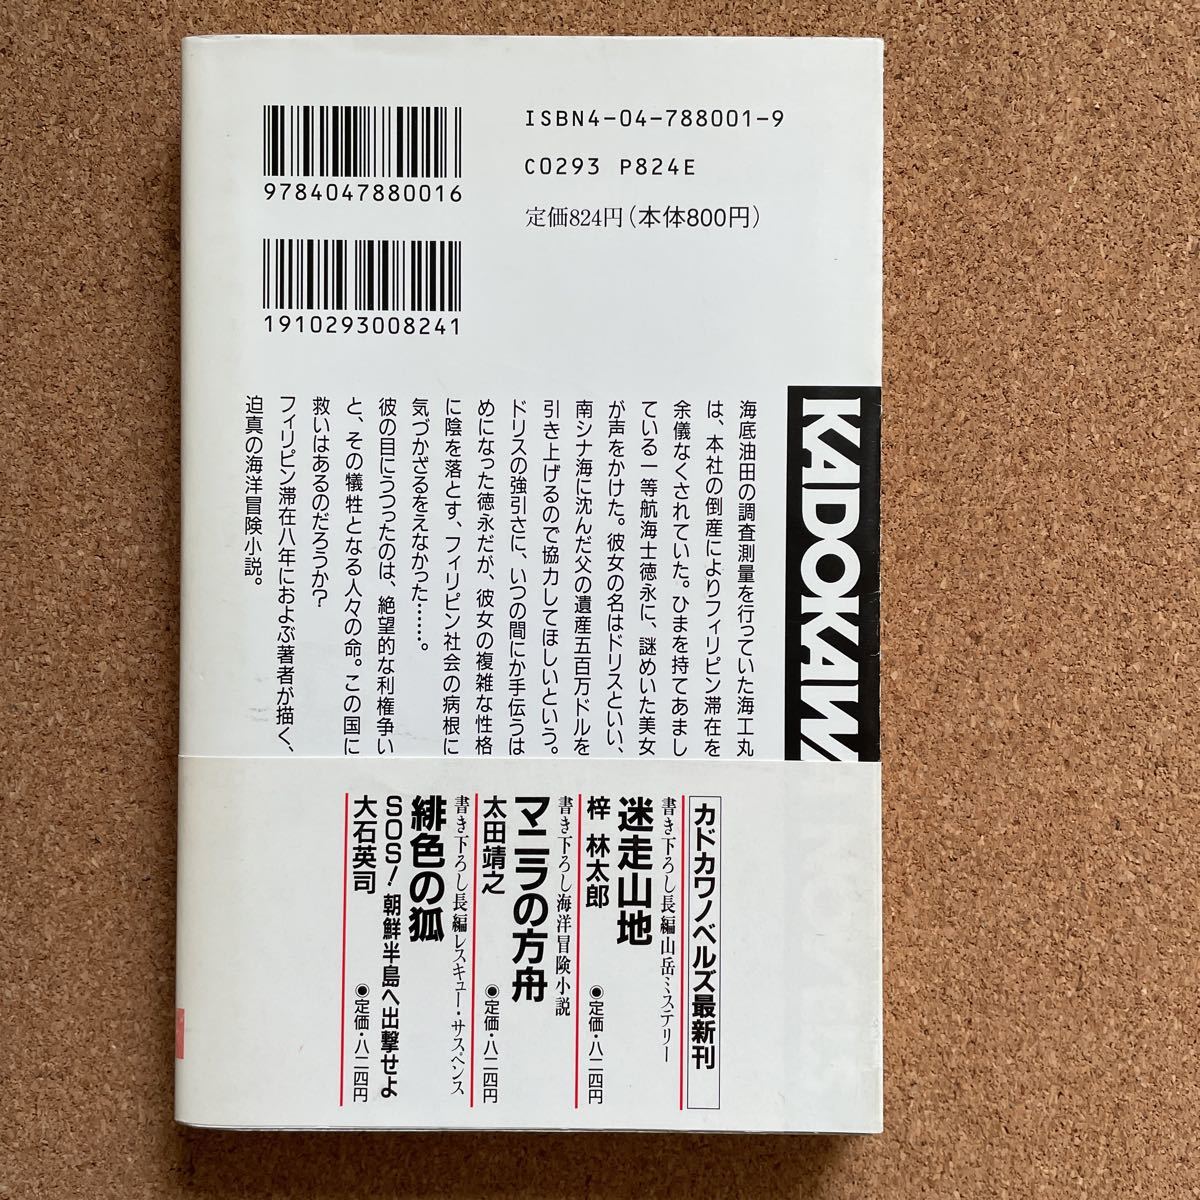 ISBN4-04-788001-9
C0293 P824E
定価824円(本体800円)
9784047880016
1910293008241
KADOKAWA
海底油田の調査測量を行っていた海工丸
は、本社の倒産によりフィリピン滞在を
余儀なくされていた。ひまを持てあまし
ている一等航海士徳永に、謎めいた美女
が声をかけた。彼女の名はドリスといい、
南シナ海に沈んだ父の遺産五百万ドルを
引き上げるので協力してほしいという。
ドリスの強引さに、いつの間にか手伝うは
めになった徳永だが、彼女の複雑な性格
に陰を落とす、フィリピン社会の病根に
気づかざるをえなかった……。
彼の目にうつったのは、絶望的な利権争い
と、その犠牲となる人々の命。この国に
救いはあるのだろうか?
フィリピン滞在八年におよぶ著者が描く、
迫真の海洋冒険小説。
カドカワノベルズ最新刊
書き下ろし長編山岳ミステリー
迷走山地
梓 林太郎 ●定価・八二四円
書き下ろし海洋冒険小説
マニラの方舟
太田靖之 ●定価・八二四円
書き下ろし長編レスキュー・サスペンス
緋色の狐
SOS!朝鮮半島へ出撃せよ
大石英司 ●定価・八二四円